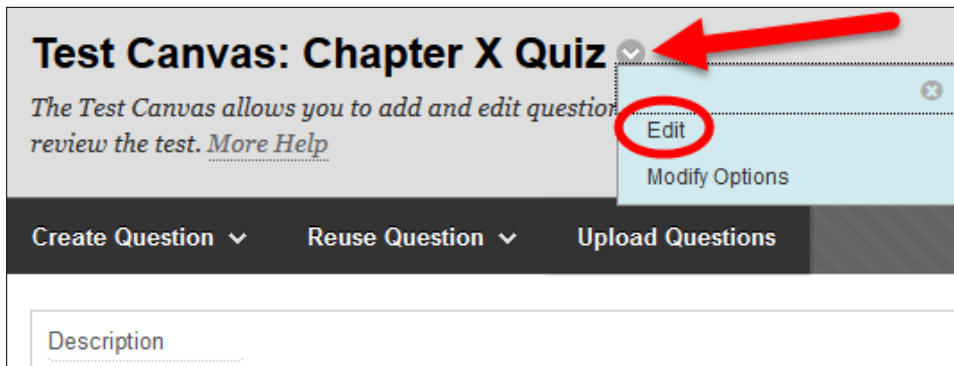 Test Canvas: Chapter X Quiz
The Test Canvas allows you to add and edit question
review the test. More Help
Edit
Modify Options
Create Question
Reuse Question
Upload Questions
Description